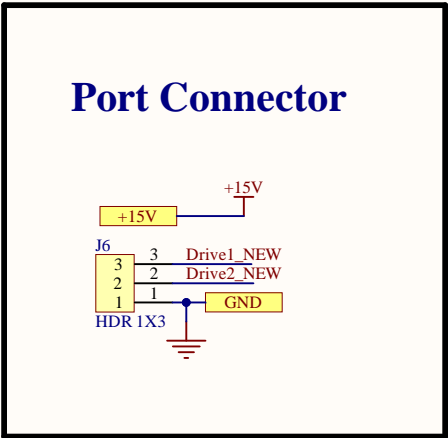 Port Connector
+15V
+15V
J6
3 3 Drive1_NEW
2 2 Drive2_NEW
1 1 GND
HDR 1X3